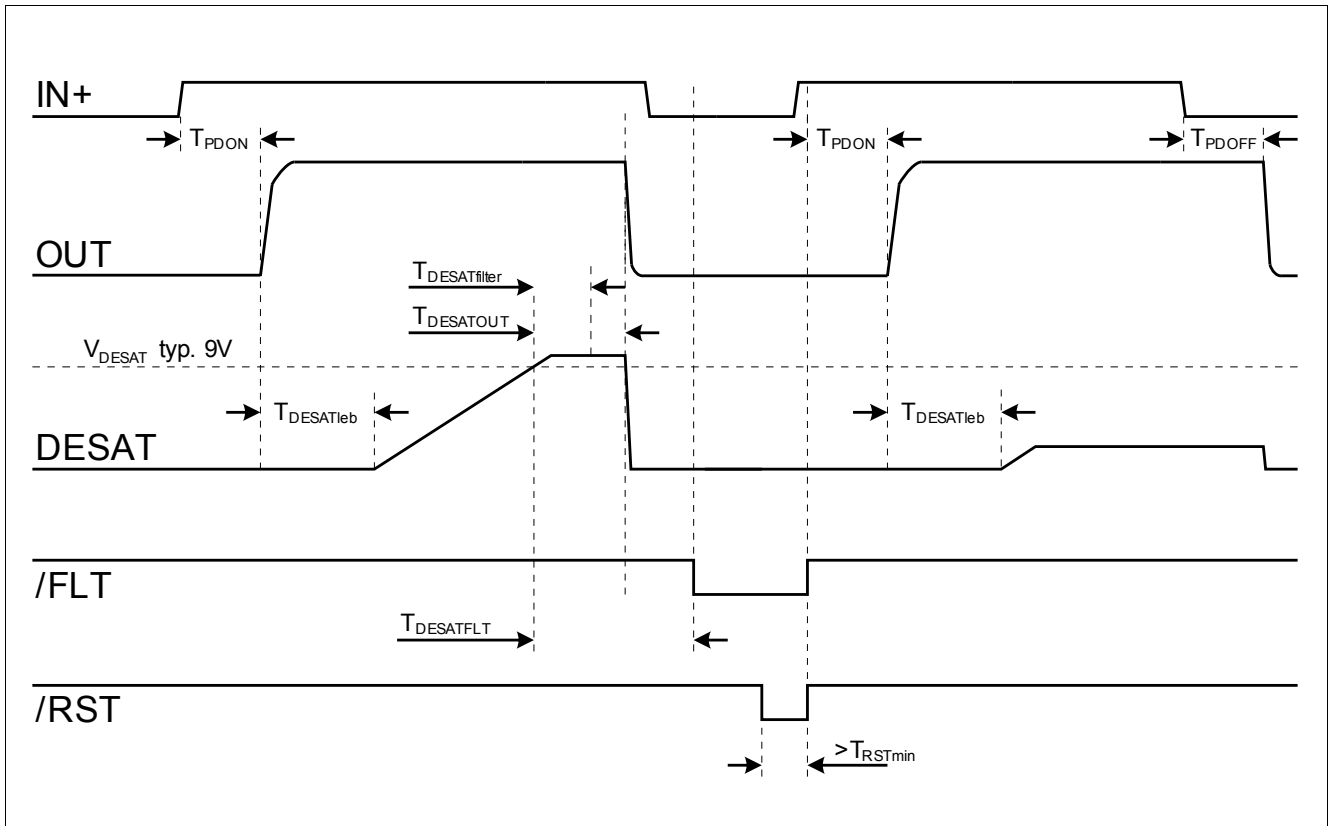 IN+
TPDON TPDON TPDOFF
OUT
TDESATfilter
TDESATOUT
VDESAT typ. 9V
TDESATleb TDESATleb
DESAT
/FLT
TDESATFLT
/RST
>TRSTmin